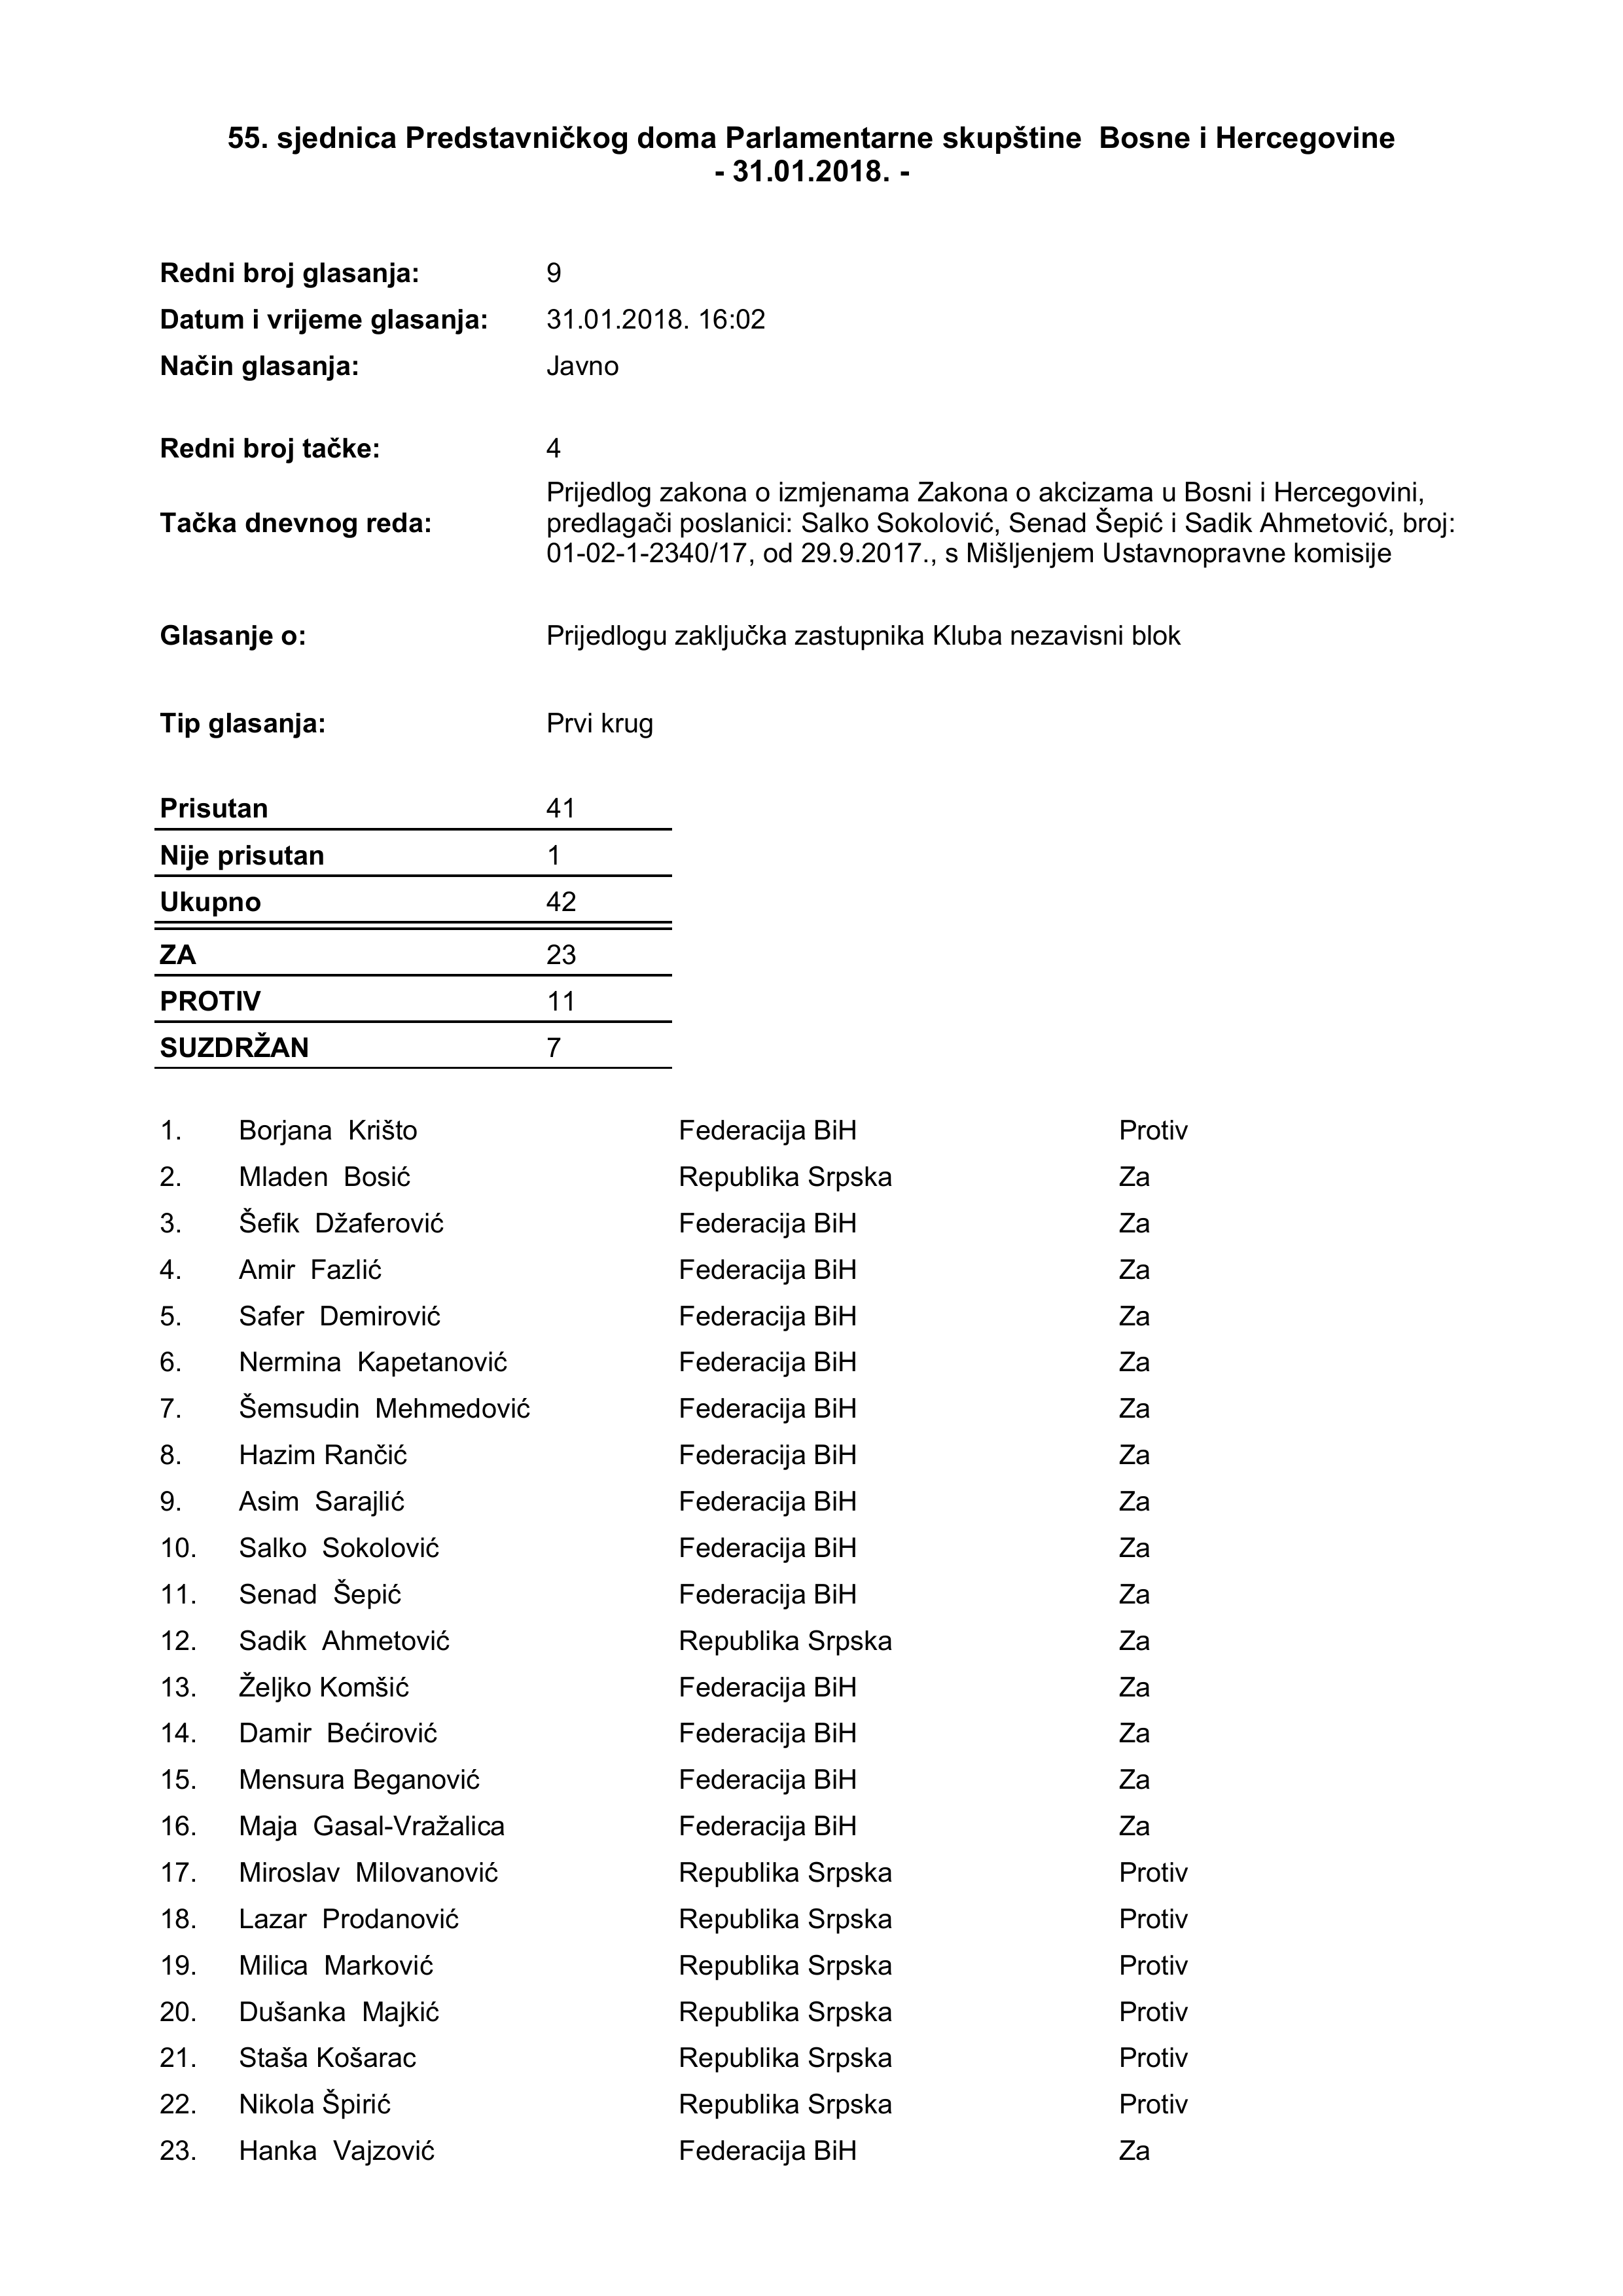 55. sjednica Predstavničkog doma Parlamentarne skupštine  Bosne i Hercegovine
- 31.01.2018. -
Redni broj glasanja: 9
Datum i vrijeme glasanja: 31.01.2018. 16:02
Način glasanja: Javno
Redni broj tačke: 4
Tačka dnevnog reda: Prijedlog zakona o izmjenama Zakona o akcizama u Bosni i Hercegovini,
predlagači poslanici: Salko Sokolović, Senad Šepić i Sadik Ahmetović, broj:
01-02-1-2340/17, od 29.9.2017., s Mišljenjem Ustavnopravne komisije
Glasanje o: Prijedlogu zaključka zastupnika Kluba nezavisni blok
Tip glasanja: Prvi krug
Prisutan 41
Nije prisutan 1
Ukupno 42
ZA 23
PROTIV 11
SUZDRŽAN 7
1. Borjana  Krišto Federacija BiH Protiv
2. Mladen  Bosić Republika Srpska Za
3. Šefik  Džaferović Federacija BiH Za
4. Amir  Fazlić Federacija BiH Za
5. Safer  Demirović Federacija BiH Za
6. Nermina  Kapetanović Federacija BiH Za
7. Šemsudin  Mehmedović Federacija BiH Za
8. Hazim Rančić Federacija BiH Za
9. Asim  Sarajlić Federacija BiH Za
10. Salko  Sokolović Federacija BiH Za
11. Senad  Šepić Federacija BiH Za
12. Sadik  Ahmetović Republika Srpska Za
13. Željko Komšić Federacija BiH Za
14. Damir  Bećirović Federacija BiH Za
15. Mensura Beganović Federacija BiH Za
16. Maja  Gasal-Vražalica Federacija BiH Za
17. Miroslav  Milovanović Republika Srpska Protiv
18. Lazar  Prodanović Republika Srpska Protiv
19. Milica  Marković Republika Srpska Protiv
20. Dušanka  Majkić Republika Srpska Protiv
21. Staša Košarac Republika Srpska Protiv
22. Nikola Špirić Republika Srpska Protiv
23. Hanka  Vajzović Federacija BiH Za